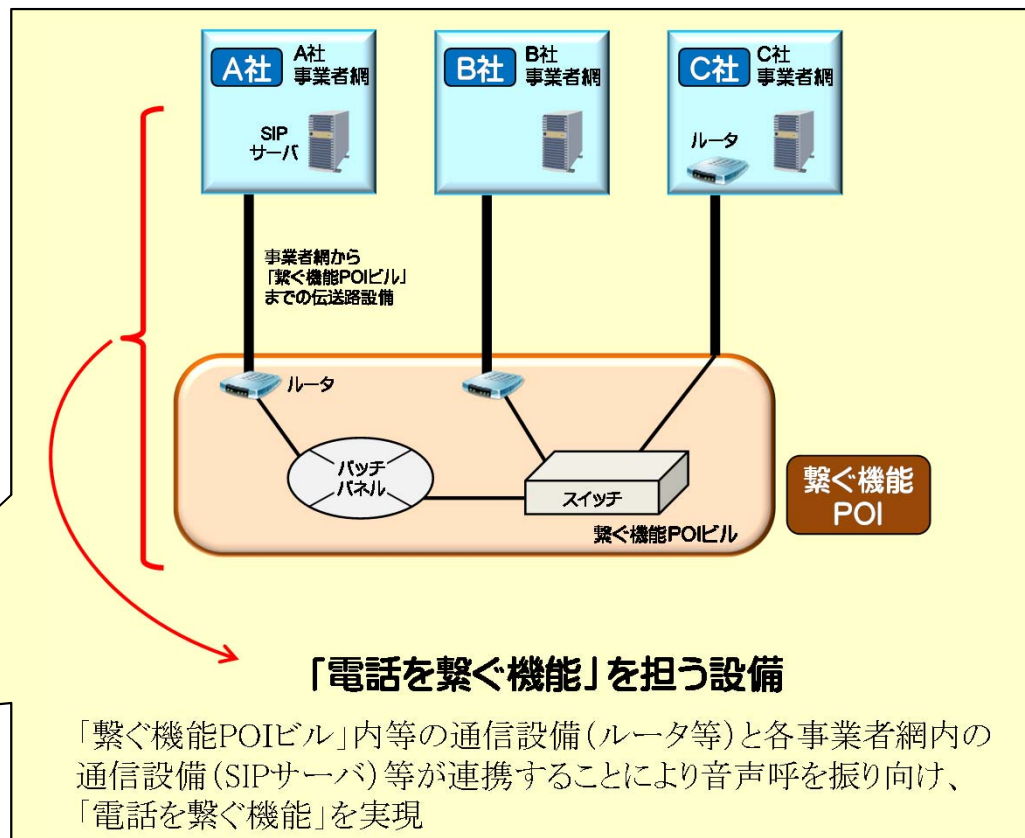 A社
A社
事業者網
SIP
サーバ
B社
B社
事業者網
C社
C社
事業者網
ルータ
事業者網から
「繋ぐ機能POIビル」
までの伝送路設備
ルータ
パッチ
パネル
スイッチ
繋ぐ機能POIビル
繋ぐ機能
POI
「電話を繋ぐ機能」を担う設備
「繋ぐ機能POIビル」内等の通信設備(ルータ等)と各事業者網内の
通信設備(SIPサーバ)等が連携することにより音声呼を振り向け、
「電話を繋ぐ機能」を実現